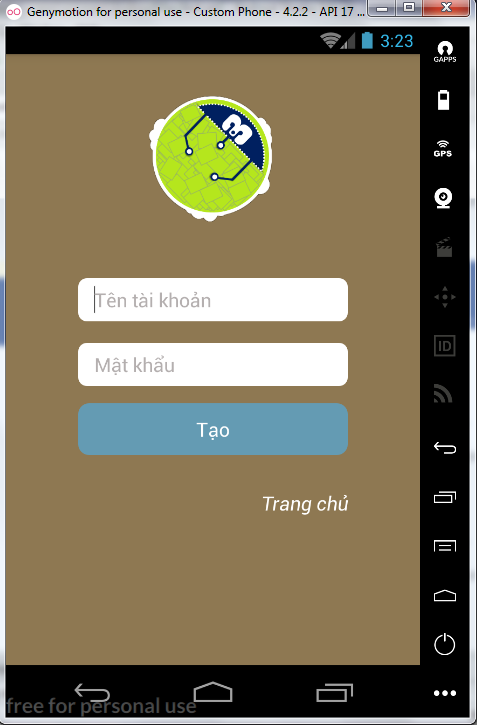 Genymotion for personal use - Custom Phone - 4.2.2 - API 17 ...
3:23
GAPPS
GPS
ID
Tên tài khoản
Mật khẩu
Tạo
Trang chủ
free for personal use